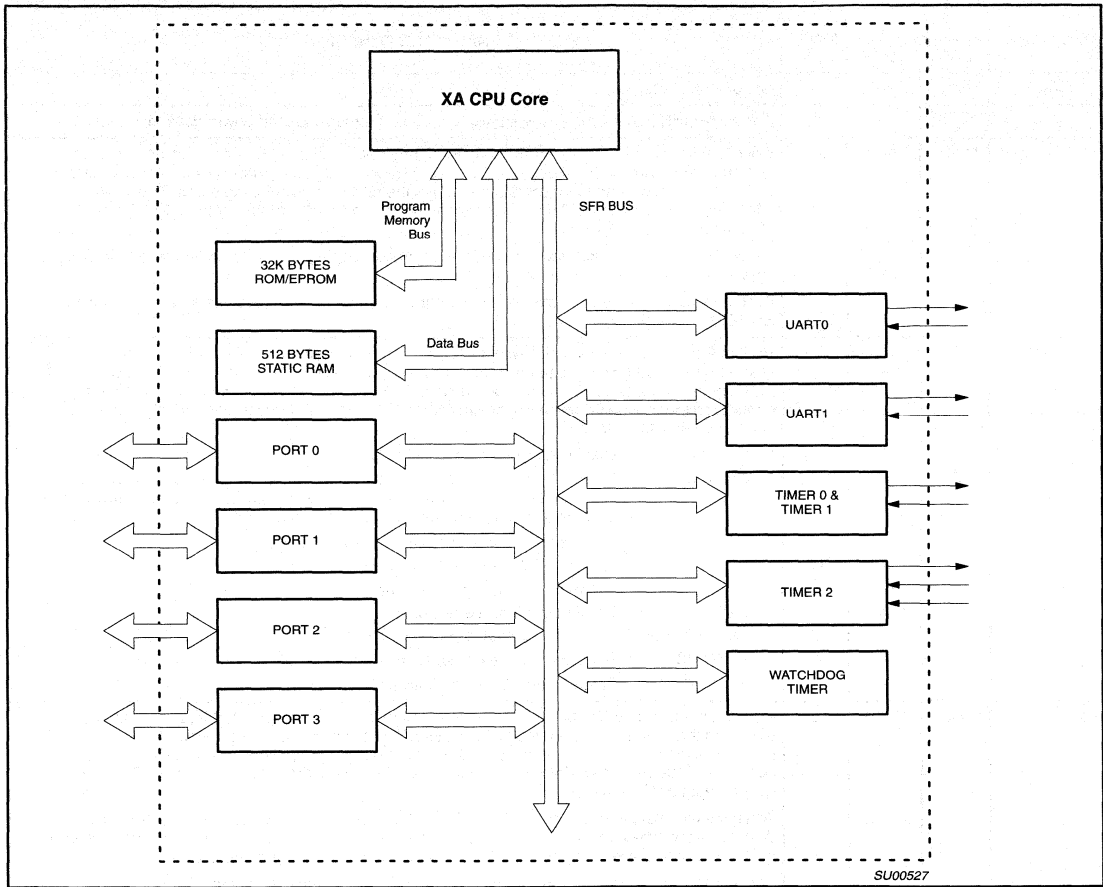 XA CPU Core
Program
Memory
Bus
SFR BUS
32K BYTES
ROM/EPROM
UART0
512 BYTES
STATIC RAM
Data Bus
UART1
PORT 0
TIMER 0 &
TIMER 1
PORT 1
TIMER 2
PORT 2
WATCHDOG
TIMER
PORT 3
SU00527